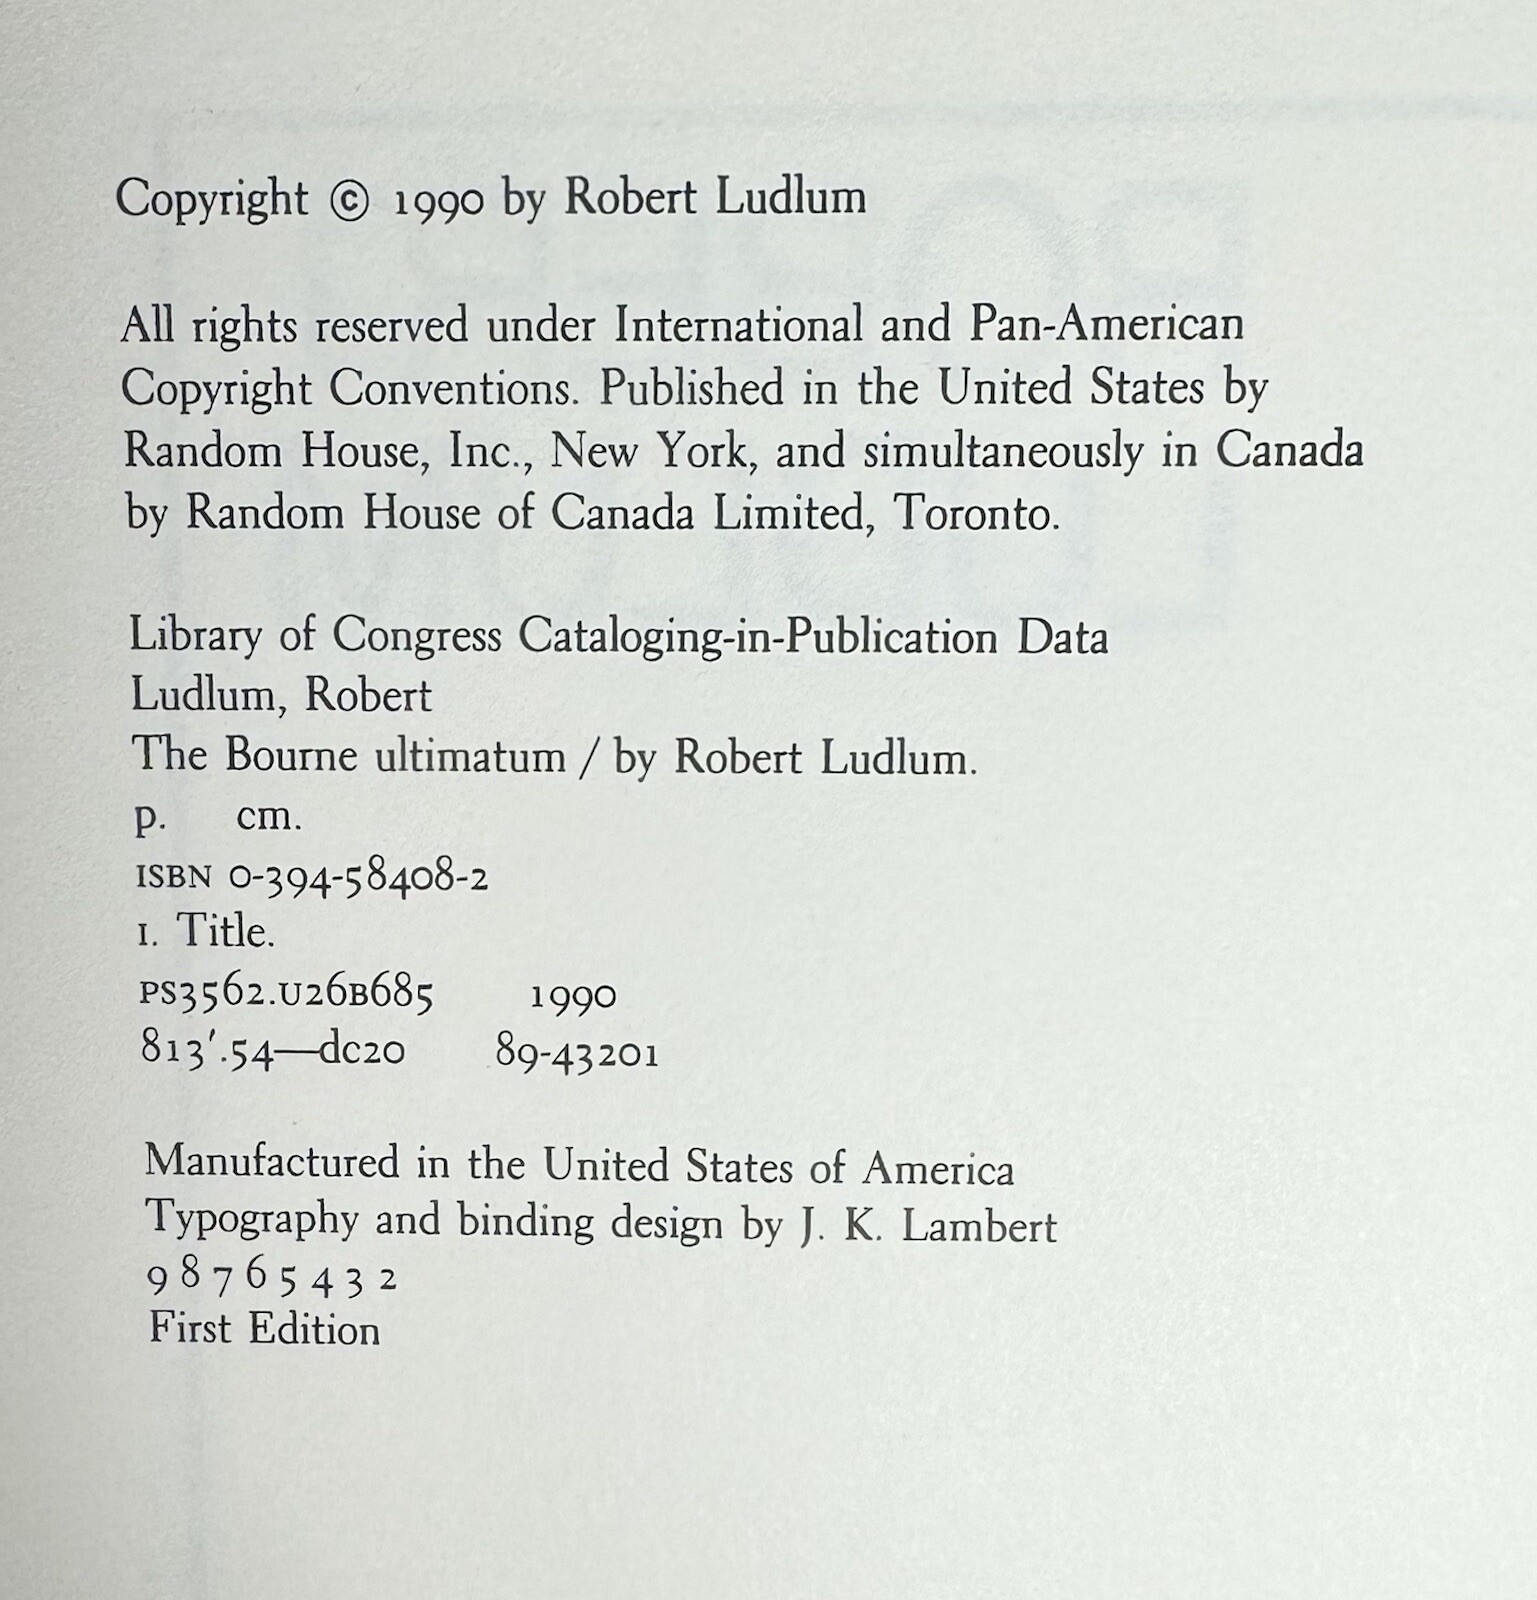 Copyright © 1990 by Robert Ludlum
All rights reserved under International and Pan-American
Copyright Conventions. Published in the United States by
Random House, Inc., New York, and simultaneously in Canada
by Random House of Canada Limited, Toronto.
Library of Congress Cataloging-in-Publication Data
Ludlum, Robert
The Bourne ultimatum / by Robert Ludlum.
p. cm.
ISBN 0-394-58408-2
I. Title.
PS3562.U26B685 1990
813'.54—dc20 89-43201
Manufactured in the United States of America
Typography and binding design by J. K. Lambert
9 8 7 6 5 4 3 2
First Edition